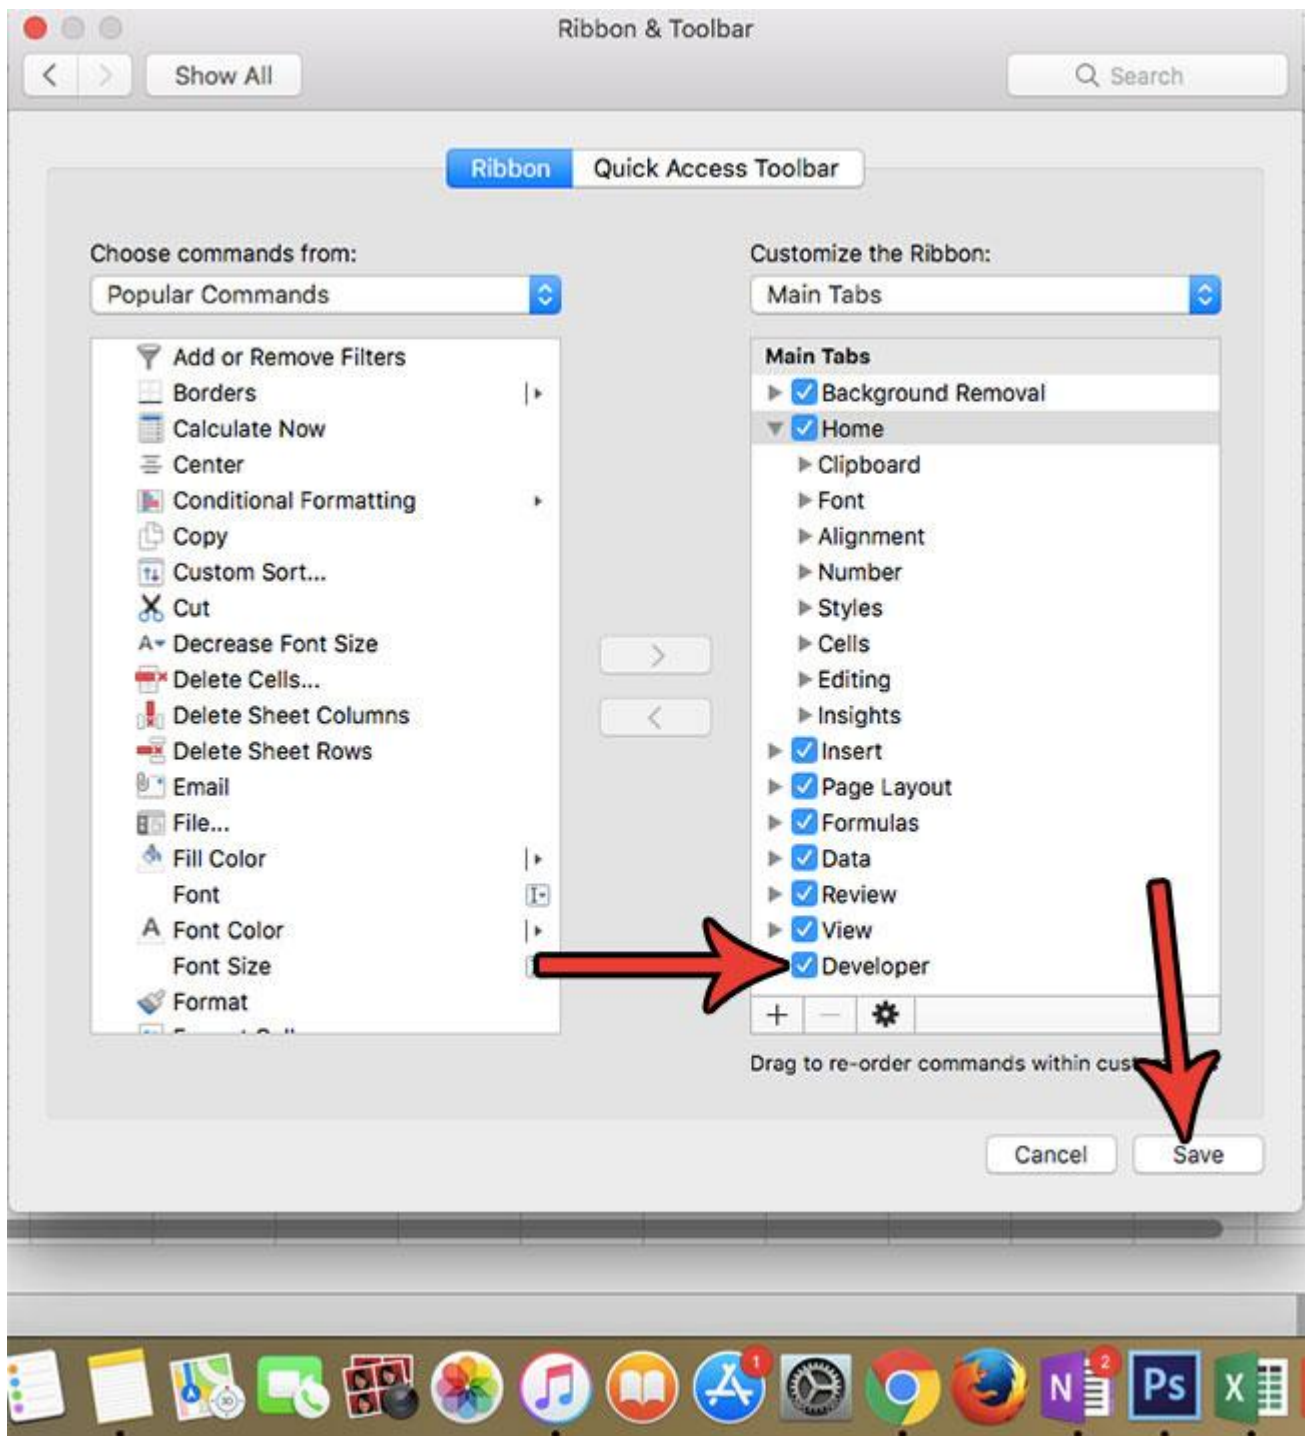 Ribbon & Toolbar
Show All
Search
Ribbon
Quick Access Toolbar
Choose commands from:
Popular Commands
Add or Remove Filters
Borders
Calculate Now
Center
Conditional Formatting
Copy
Custom Sort...
Cut
Decrease Font Size
Delete Cells...
Delete Sheet Columns
Delete Sheet Rows
Email
File...
Fill Color
Font
Font Color
Font Size
Format
Customize the Ribbon:
Main Tabs
Main Tabs
Background Removal
Home
Clipboard
Font
Alignment
Number
Styles
Cells
Editing
Insights
Insert
Page Layout
Formulas
Data
Review
View
Developer
Drag to re-order commands within
Cancel
Save
1
N
2
Ps
X